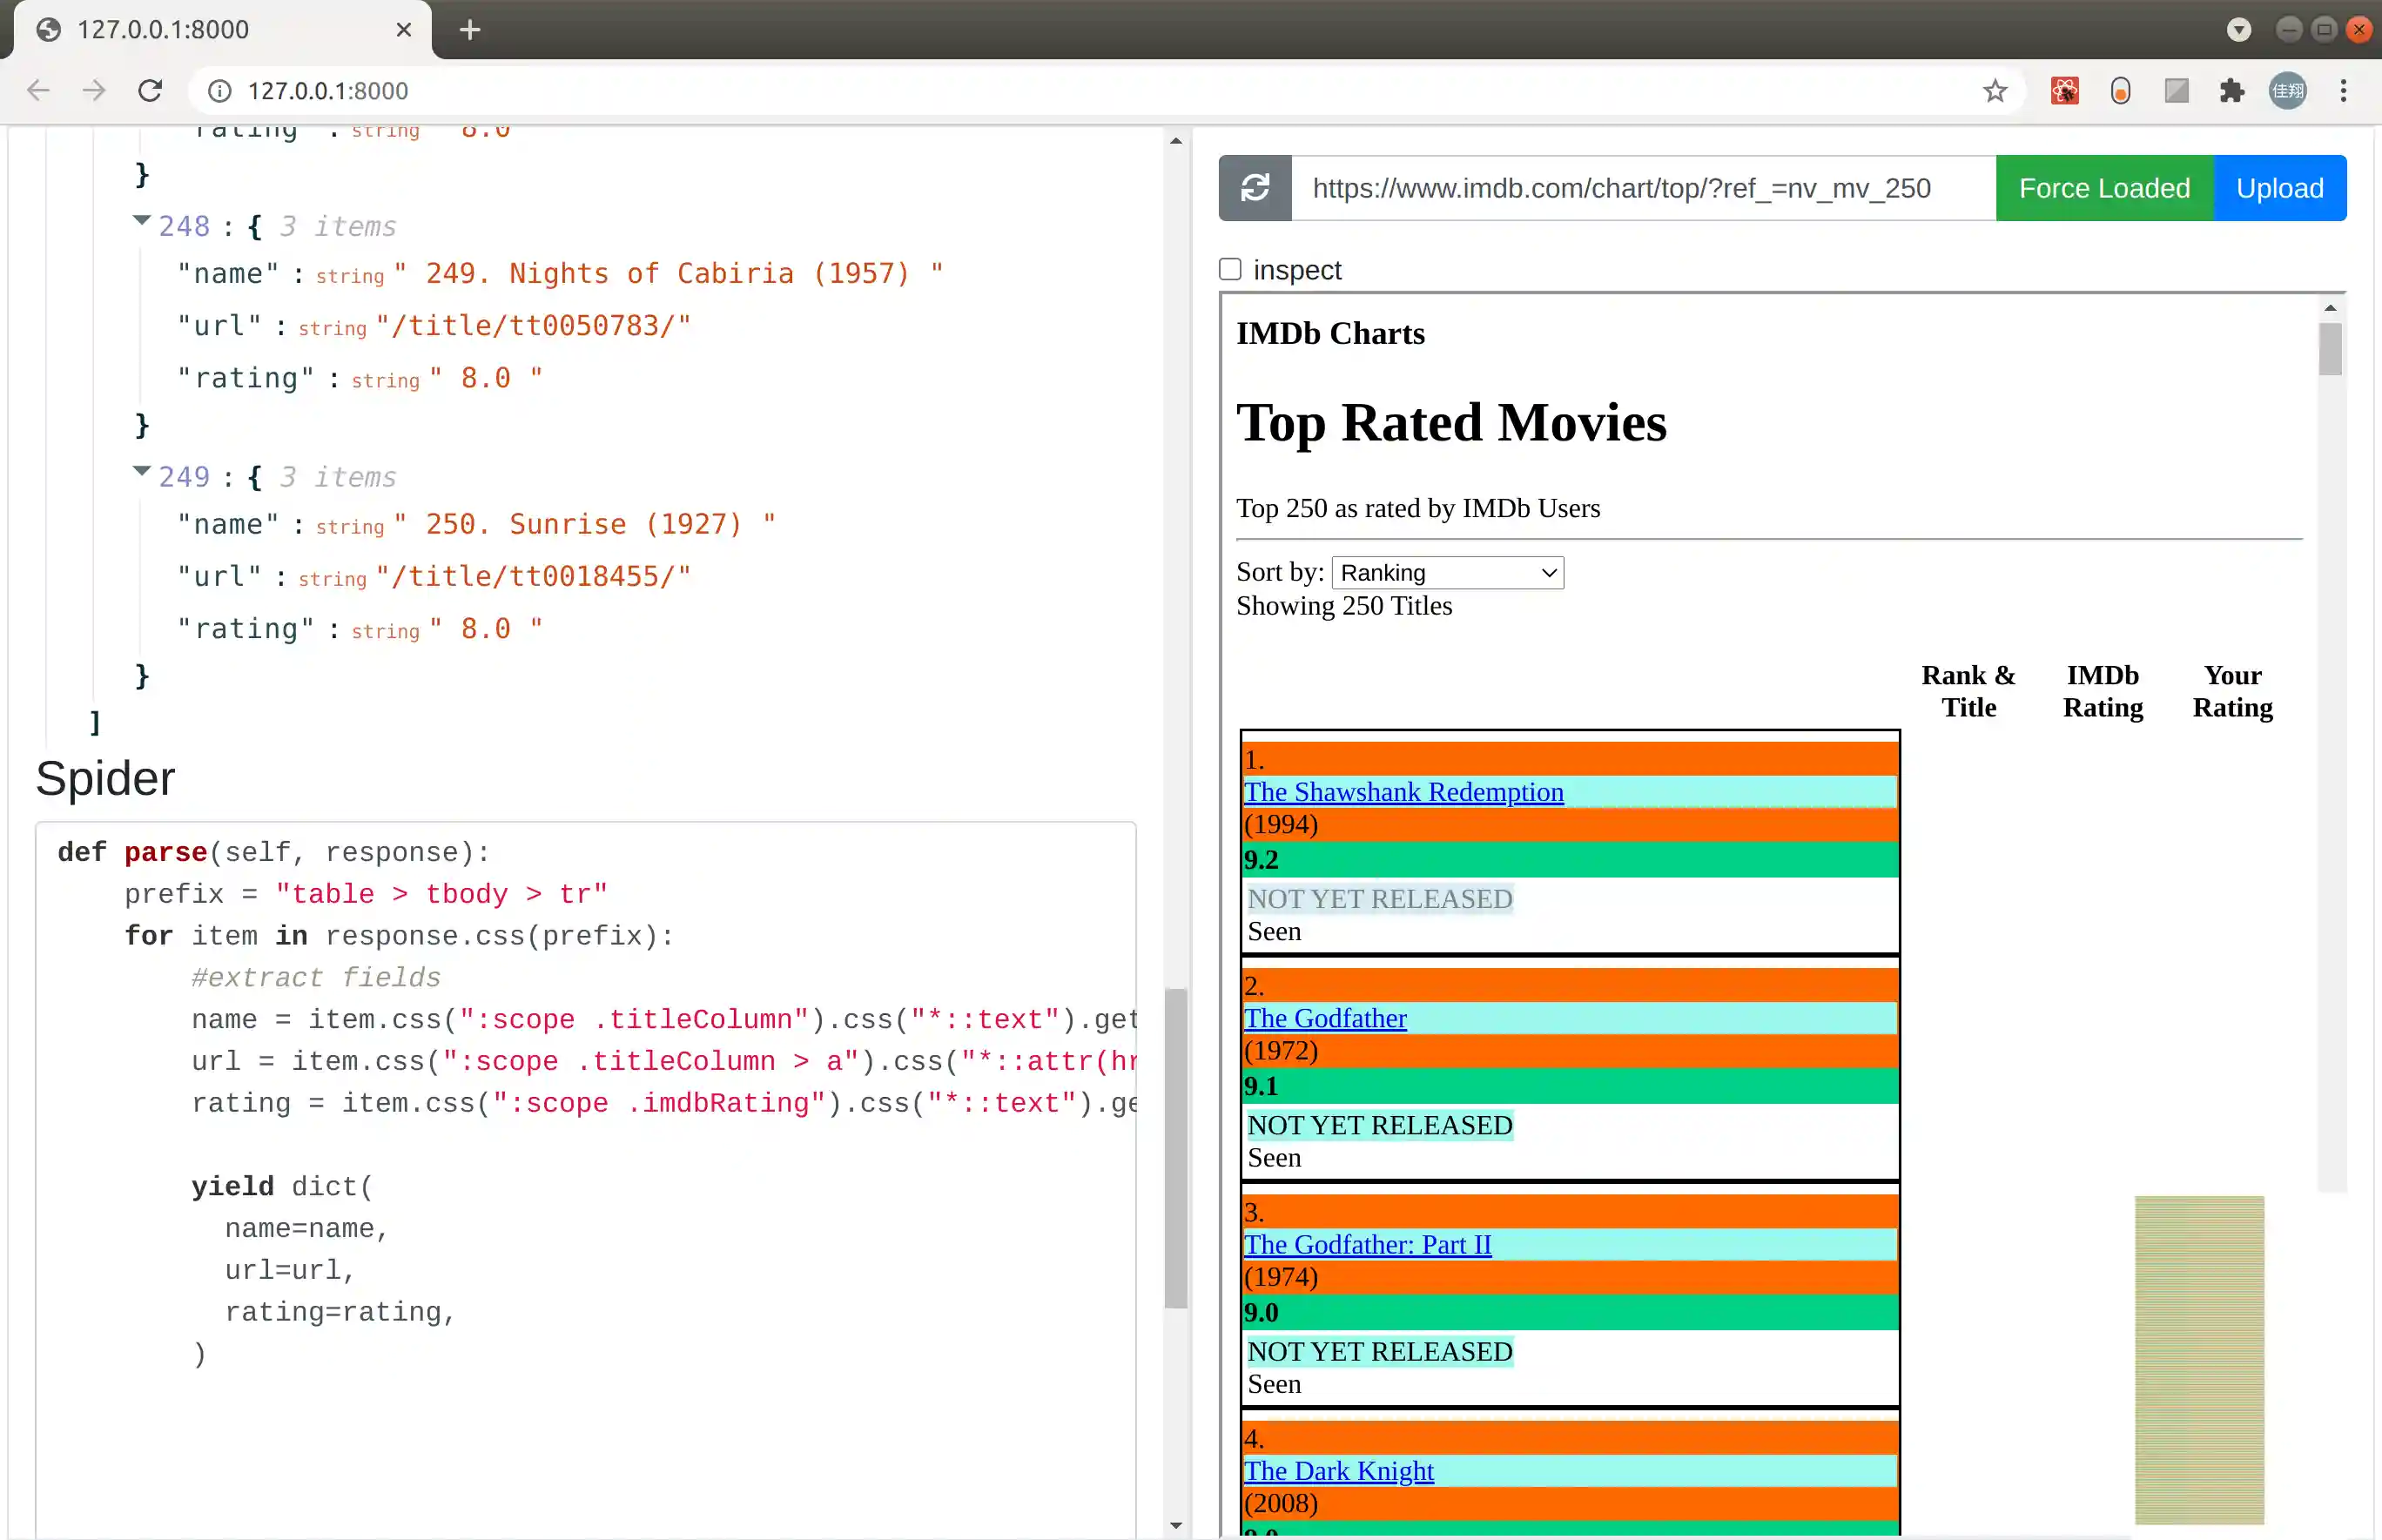 127.0.0.1:8000
127.0.0.1:8000
佳翔
"rating" : string " 8.0 "
}
248 : { 3 items
"name" : string " 249. Nights of Cabiria (1957) "
"url" : string "/title/tt0050783/"
"rating" : string " 8.0 "
}
249 : { 3 items
"name" : string " 250. Sunrise (1927) "
"url" : string "/title/tt0018455/"
"rating" : string " 8.0 "
}
]
Spider
def parse(self, response):
prefix = "table > tbody > tr"
for item in response.css(prefix):
#extract fields
name = item.css(":scope .titleColumn").css("*::text").get
url = item.css(":scope .titleColumn > a").css("*::attr(hr
rating = item.css(":scope .imdbRating").css("*::text").ge
yield dict(
name=name,
url=url,
rating=rating,
)
https://www.imdb.com/chart/top/?ref_=nv_mv_250
Force Loaded
Upload
inspect
IMDb Charts
Top Rated Movies
Top 250 as rated by IMDb Users
Sort by: Ranking
Showing 250 Titles
Rank & Title
IMDb Rating
Your Rating
1.
The Shawshank Redemption
(1994)
9.2
NOT YET RELEASED
Seen
2.
The Godfather
(1972)
9.1
NOT YET RELEASED
Seen
3.
The Godfather: Part II
(1974)
9.0
NOT YET RELEASED
Seen
4.
The Dark Knight
(2008)
9.0